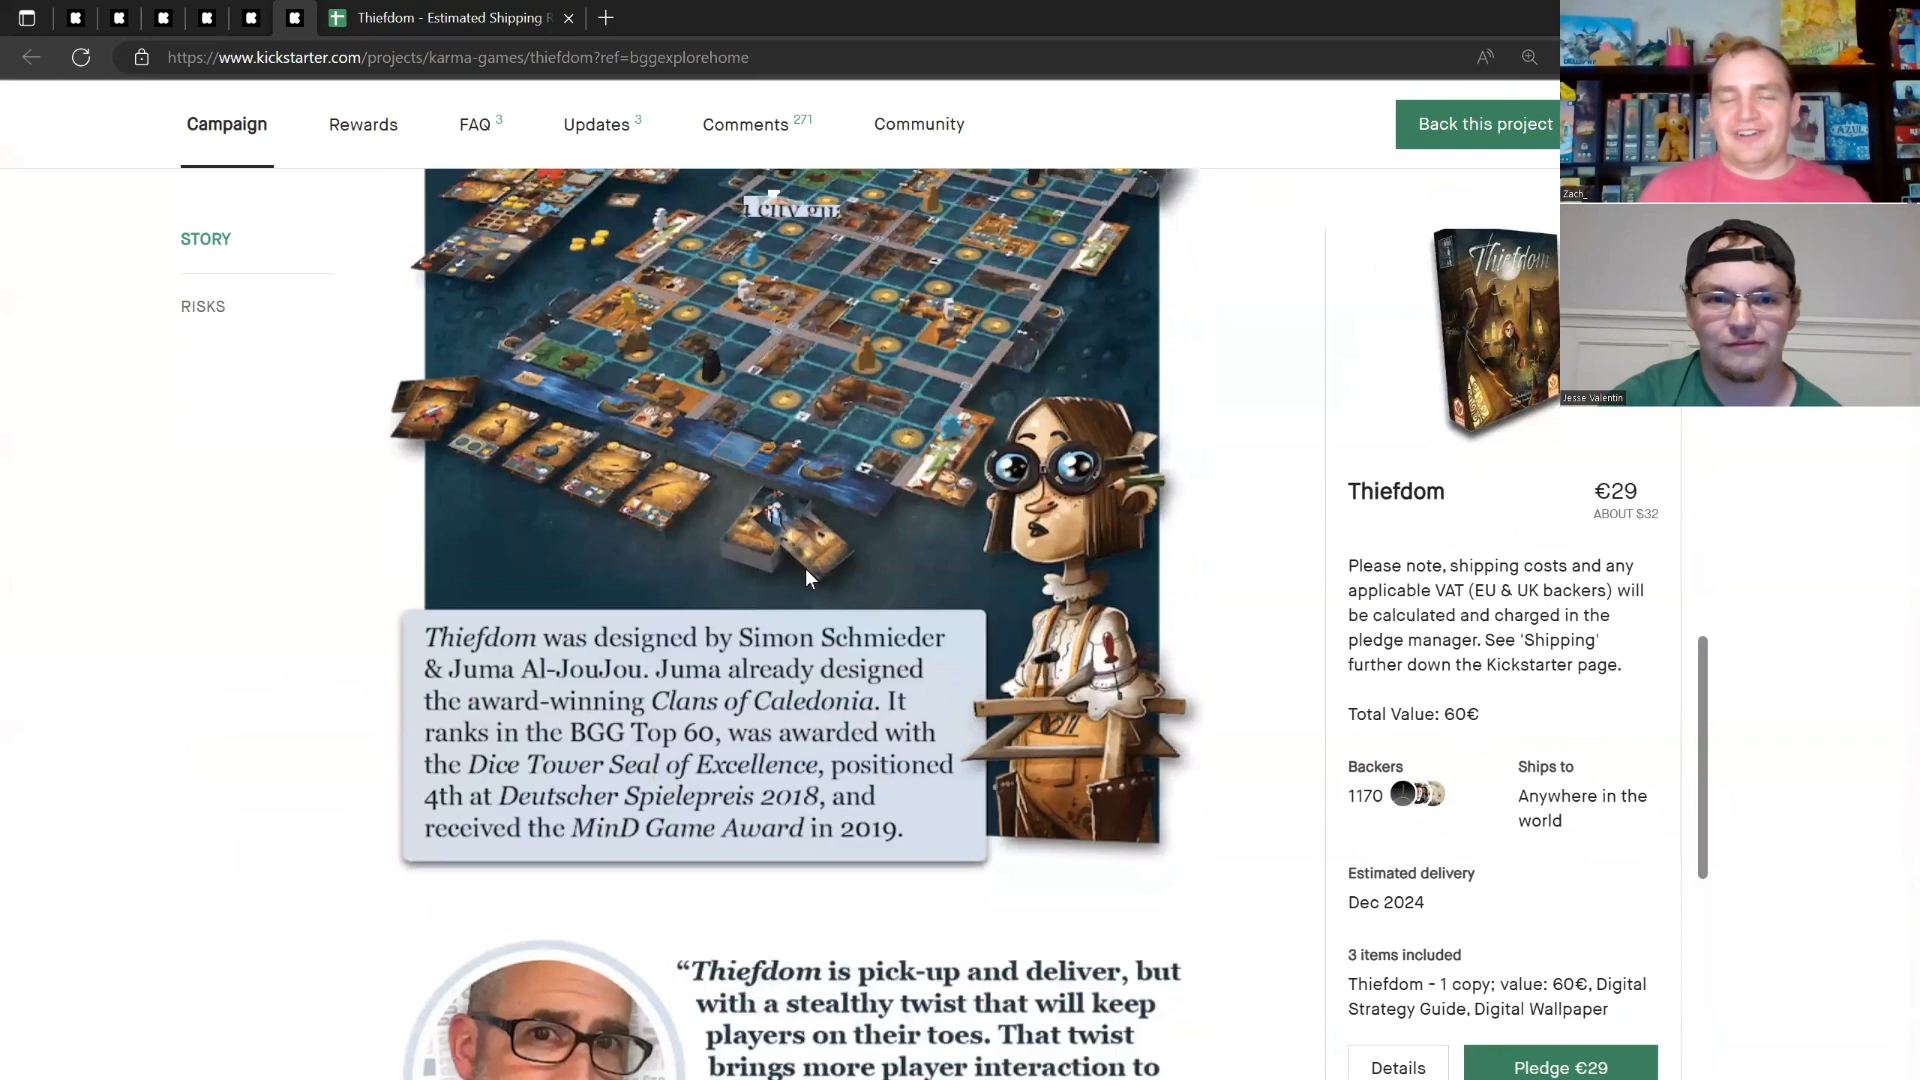 Thiefdom - Estimated Shipping R
https://www.kickstarter.com/projects/karma-games/thiefdom?ref=bggexplorehome
Campaign
Rewards
FAQ 3
Updates 3
Comments 271
Community
Back this project
Zach_
Jesse Valentin
AZUL
STORY
RISKS
Thiefdom
Thiefdom was designed by Simon Schmieder
& Juma Al-JouJou. Juma already designed
the award-winning Clans of Caledonia. It
ranks in the BGG Top 60, was awarded with
the Dice Tower Seal of Excellence, positioned
4th at Deutscher Spielepreis 2018, and
received the MinD Game Award in 2019.
“Thiefdom is pick-up and deliver, but
with a stealthy twist that will keep
players on their toes. That twist
brings more player interaction to
Thiefdom
€29
ABOUT $32
Please note, shipping costs and any
applicable VAT (EU & UK backers) will
be calculated and charged in the
pledge manager. See 'Shipping'
further down the Kickstarter page.
Total Value: 60€
Backers
1170
Ships to
Anywhere in the
world
Estimated delivery
Dec 2024
3 items included
Thiefdom - 1 copy; value: 60€, Digital
Strategy Guide, Digital Wallpaper
Details
Pledge €29